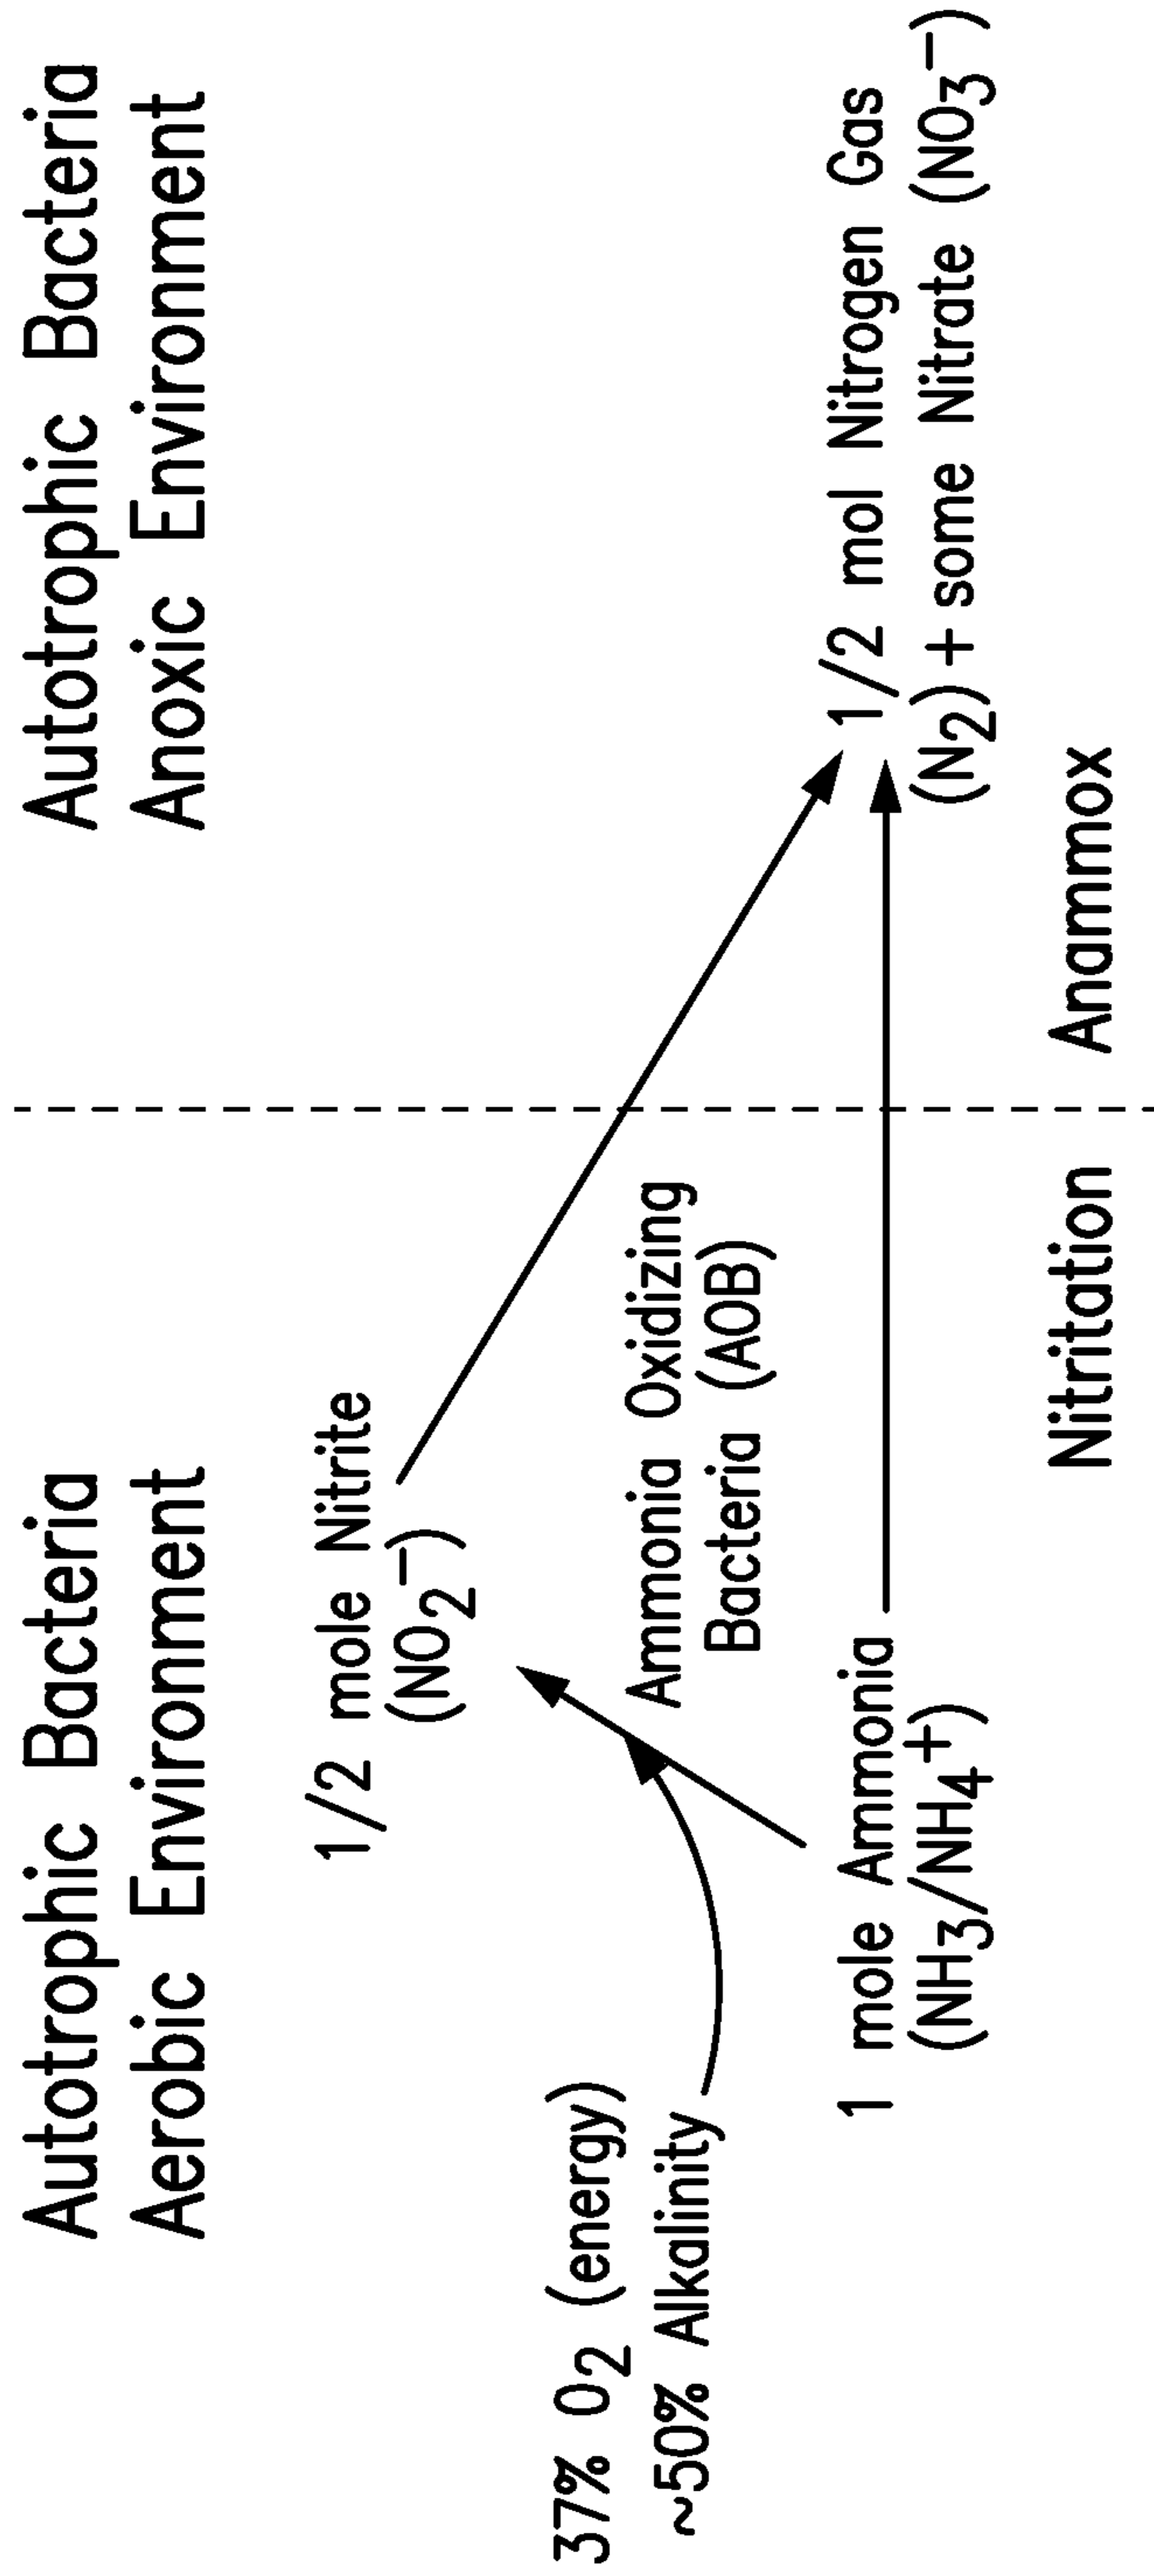 Autotrophic Bacteria
Aerobic Environment
Autotrophic Bacteria
Anoxic Environment
1/2 mole Nitrite
(NO₂⁻)
37% O₂ (energy)
~50% Alkalinity
Ammonia Oxidizing
Bacteria (AOB)
1 mole Ammonia
(NH₃/NH₄⁺)
1/2 mol Nitrogen Gas
(N₂) + some Nitrate (NO₃⁻)
Nitritation
Anammox